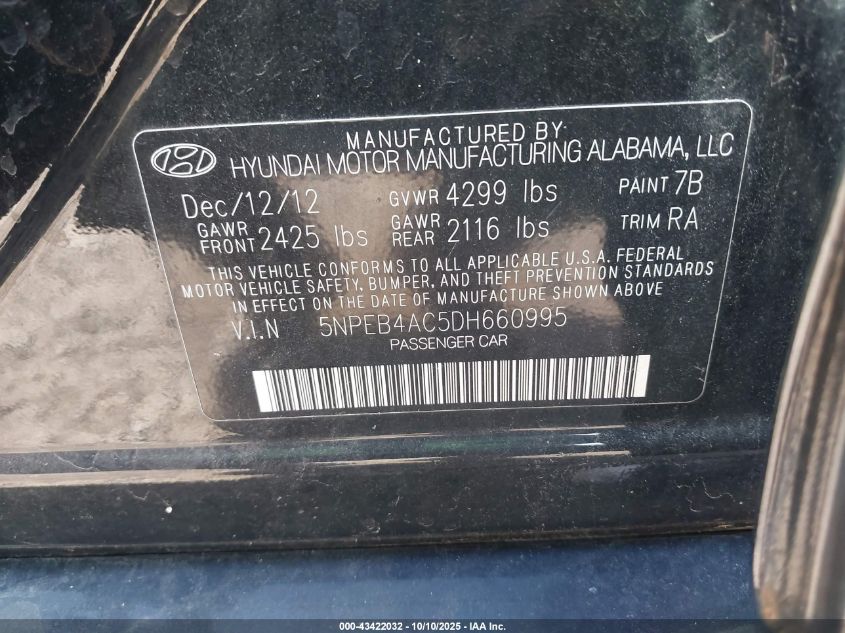 MANUFACTURED BY
HYUNDAI MOTOR MANUFACTURING ALABAMA, LLC
Dec/12/12 GVWR 4299 lbs PAINT 7B
GAWR FRONT 2425 lbs GAWR REAR 2116 lbs TRIM RA
THIS VEHICLE CONFORMS TO ALL APPLICABLE U.S.A. FEDERAL
MOTOR VEHICLE SAFETY, BUMPER, AND THEFT PREVENTION STANDARDS
IN EFFECT ON THE DATE OF MANUFACTURE SHOWN ABOVE
V.I.N 5NPEB4AC5DH660995
PASSENGER CAR
000-43422032 - 10/10/2025 - IAA Inc.